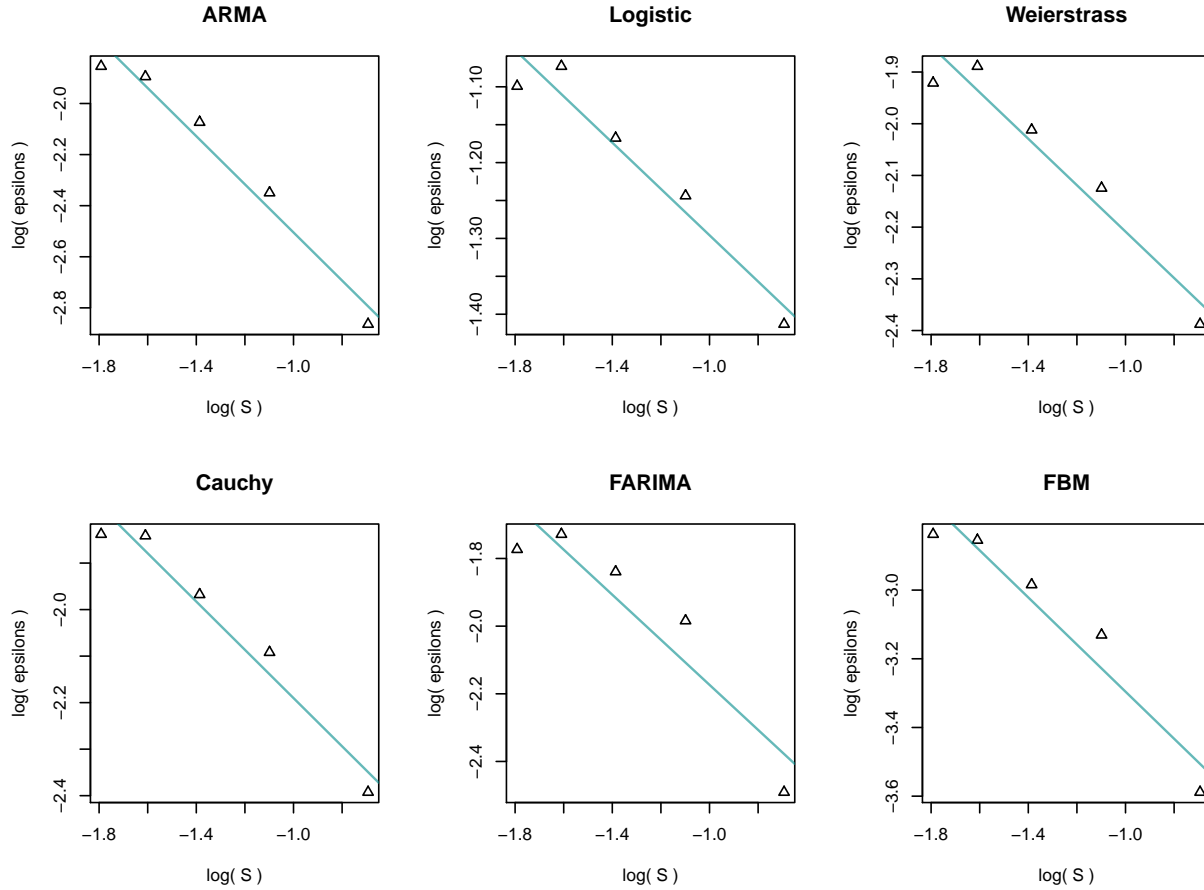 ARMA
log( epsilons )
−2.0
−2.2
−2.4
−2.6
−2.8
−1.8
−1.4
−1.0
log( S )
Logistic
log( epsilons )
−1.10
−1.20
−1.30
−1.40
−1.8
−1.4
−1.0
log( S )
Weierstrass
log( epsilons )
−1.9
−2.0
−2.1
−2.2
−2.3
−2.4
−1.8
−1.4
−1.0
log( S )
Cauchy
log( epsilons )
−2.0
−2.2
−2.4
−1.8
−1.4
−1.0
log( S )
FARIMA
log( epsilons )
−1.8
−2.0
−2.2
−2.4
−1.8
−1.4
−1.0
log( S )
FBM
log( epsilons )
−3.0
−3.2
−3.4
−3.6
−1.8
−1.4
−1.0
log( S )